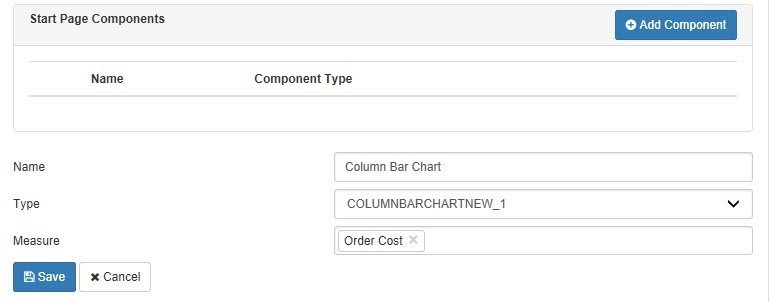 Start Page Components
Add Component
Name Component Type
Name Column Bar Chart
Type COLUMNBARCHARTNEW_1
Measure Order Cost ×
Save Cancel